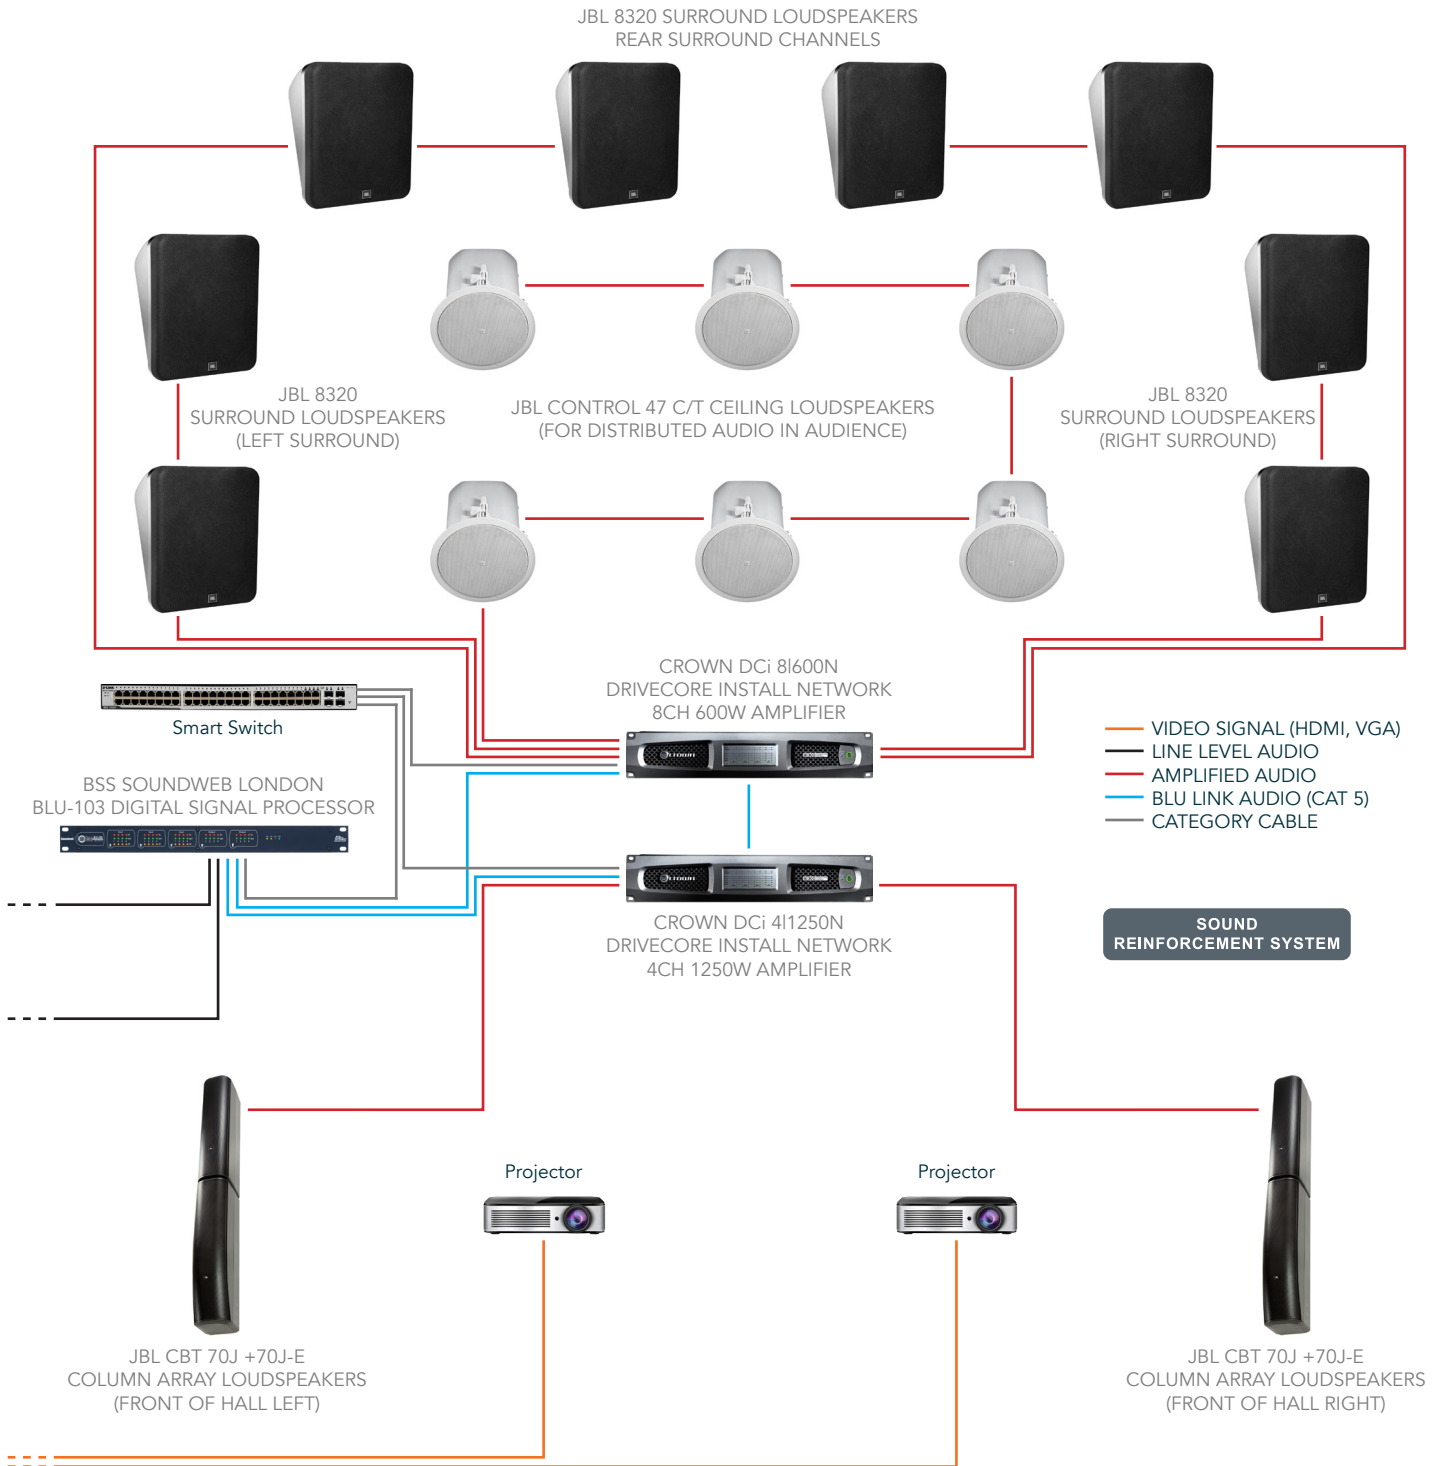 JBL 8320 SURROUND LOUDSPEAKERS
REAR SURROUND CHANNELS
JBL 8320
SURROUND LOUDSPEAKERS
(LEFT SURROUND)
JBL CONTROL 47 C/T CEILING LOUDSPEAKERS
(FOR DISTRIBUTED AUDIO IN AUDIENCE)
JBL 8320
SURROUND LOUDSPEAKERS
(RIGHT SURROUND)
CROWN DCi 8|600N
DRIVECORE INSTALL NETWORK
8CH 600W AMPLIFIER
Smart Switch
BSS SOUNDWEB LONDON
BLU-103 DIGITAL SIGNAL PROCESSOR
VIDEO SIGNAL (HDMI, VGA)
LINE LEVEL AUDIO
AMPLIFIED AUDIO
BLU LINK AUDIO (CAT 5)
CATEGORY CABLE
crown
crown
CROWN DCi 4|1250N
DRIVECORE INSTALL NETWORK
4CH 1250W AMPLIFIER
SOUND
REINFORCEMENT SYSTEM
Projector
Projector
JBL CBT 70J +70J-E
COLUMN ARRAY LOUDSPEAKERS
(FRONT OF HALL LEFT)
JBL CBT 70J +70J-E
COLUMN ARRAY LOUDSPEAKERS
(FRONT OF HALL RIGHT)